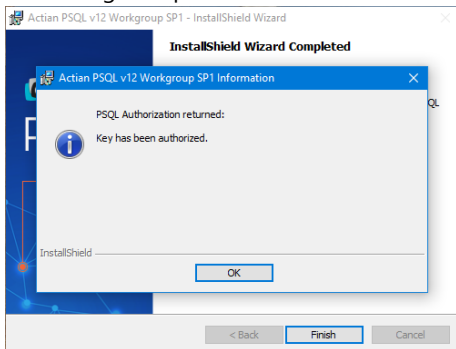 Actian PSQL v12 Workgroup SP1 - InstallShield Wizard
InstallShield Wizard Completed
Actian PSQL v12 Workgroup SP1 Information
QL
PSQL Authorization returned:
Key has been authorized.
InstallShield
OK
< Back
Finish
Cancel